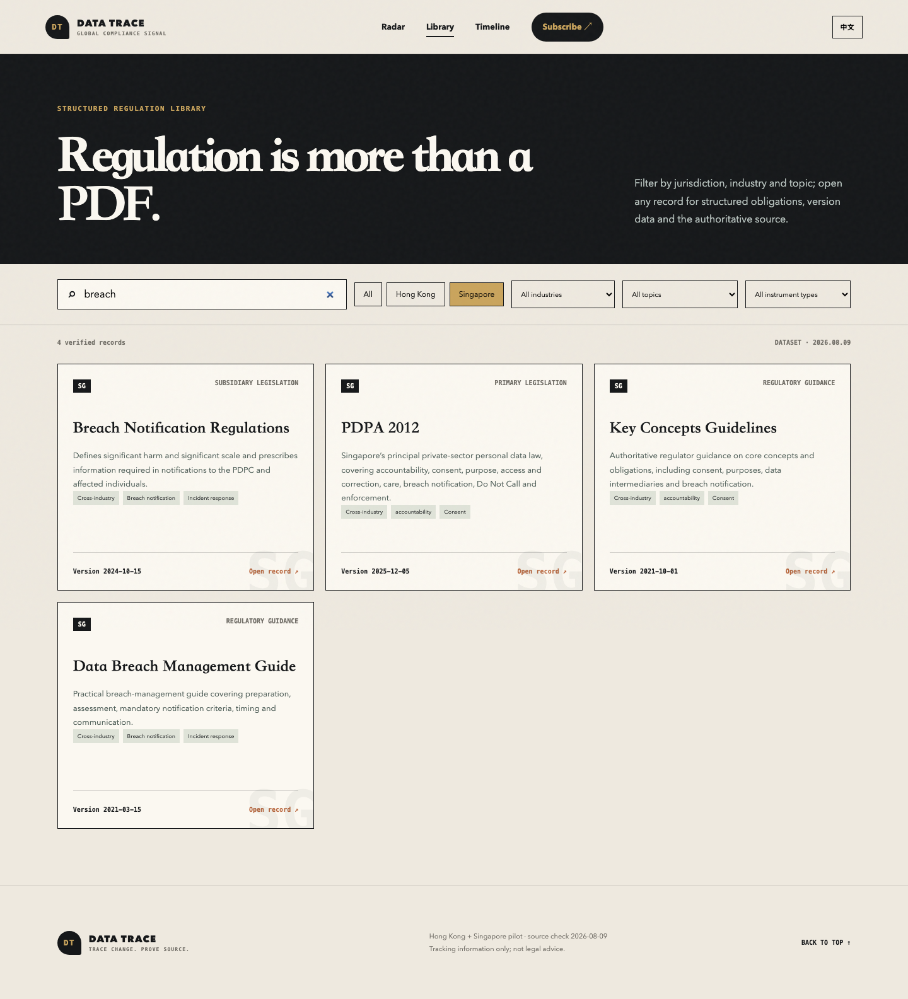 DT
DATA TRACE
GLOBAL COMPLIANCE SIGNAL
Radar
Library
Timeline
Subscribe ↗
中文
STRUCTURED REGULATION LIBRARY
Regulation is more than a
PDF.
Filter by jurisdiction, industry and topic; open
any record for structured obligations, version
data and the authoritative source.
breach
All
Hong Kong
Singapore
All industries
All topics
All instrument types
4 verified records
DATASET · 2026.08.09
SG
SUBSIDIARY LEGISLATION
Breach Notification Regulations
Defines significant harm and significant scale and prescribes
information required in notifications to the PDPC and
affected individuals.
Cross-industry
Breach notification
Incident response
SG
Version 2024-10-15
Open record ↗
SG
PRIMARY LEGISLATION
PDPA 2012
Singapore’s principal private-sector personal data law,
covering accountability, consent, purpose, access and
correction, care, breach notification, Do Not Call and
enforcement.
Cross-industry
accountability
Consent
SG
Version 2025-12-05
Open record ↗
SG
REGULATORY GUIDANCE
Key Concepts Guidelines
Authoritative regulator guidance on core concepts and
obligations, including consent, purposes, data
intermediaries and breach notification.
Cross-industry
accountability
Consent
SG
Version 2021-10-01
Open record ↗
SG
REGULATORY GUIDANCE
Data Breach Management Guide
Practical breach-management guide covering preparation,
assessment, mandatory notification criteria, timing and
communication.
Cross-industry
Breach notification
Incident response
SG
Version 2021-03-15
Open record ↗
DT
DATA TRACE
TRACE CHANGE. PROVE SOURCE.
Hong Kong + Singapore pilot · source check 2026-08-09
Tracking information only; not legal advice.
BACK TO TOP ↑